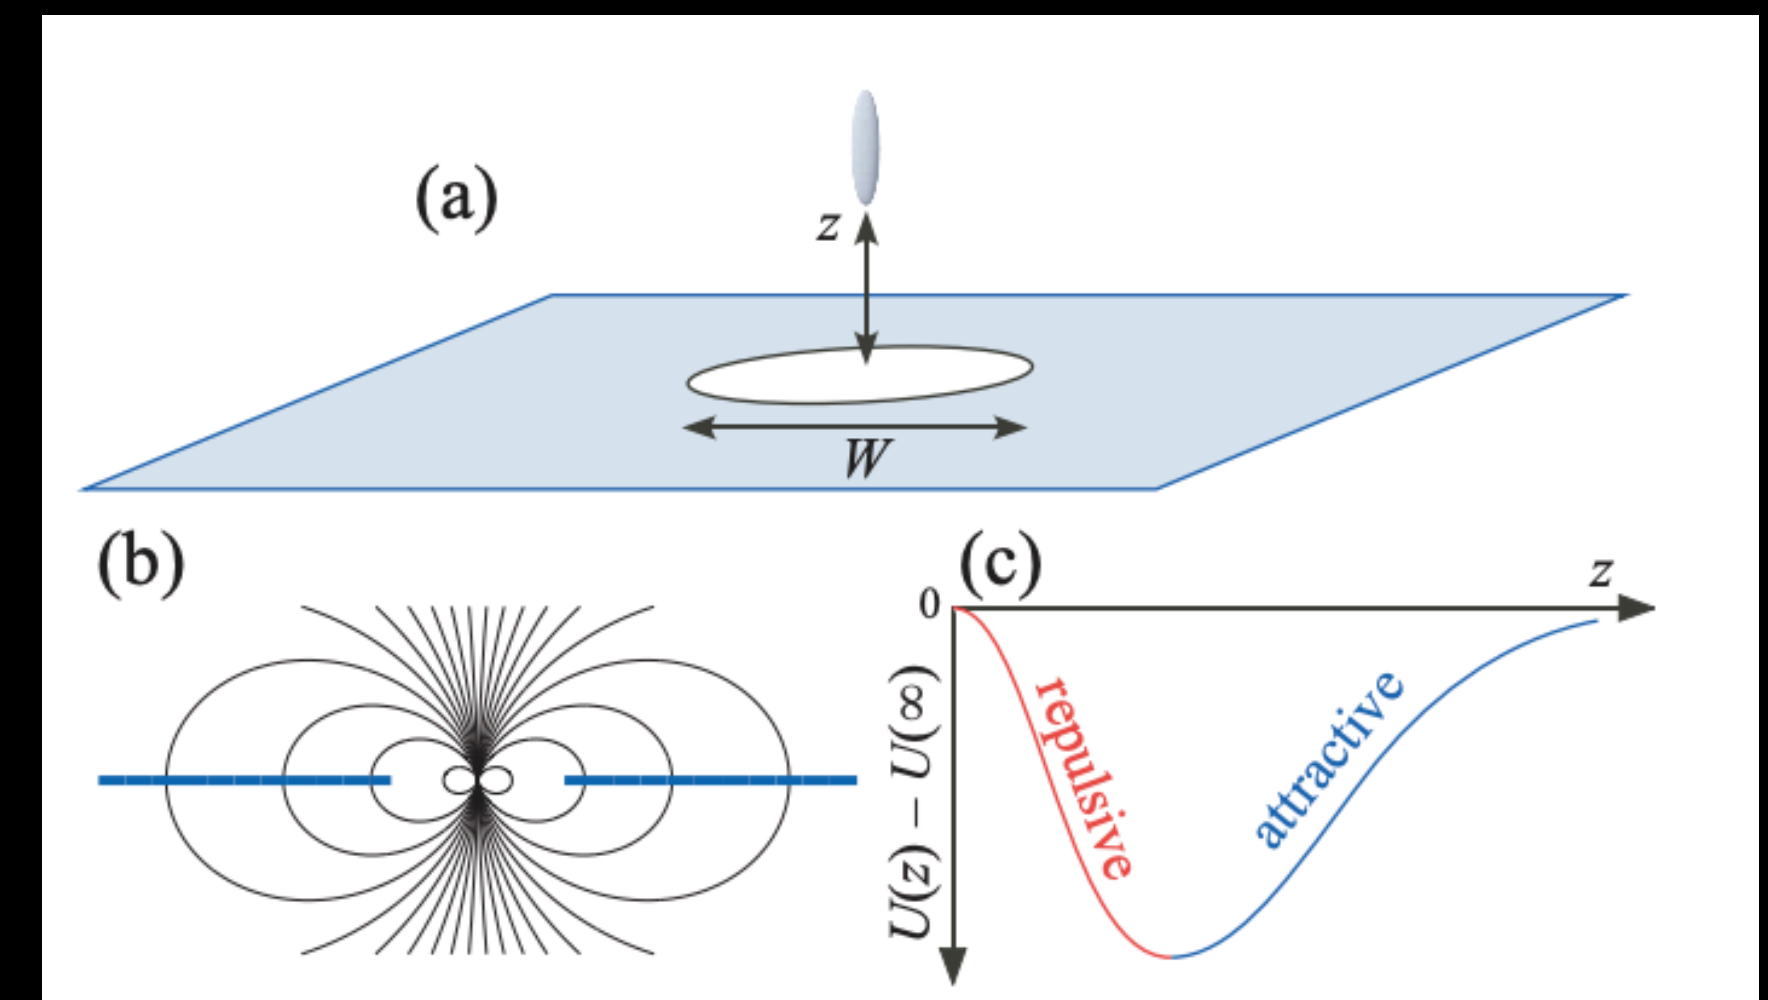 (a)
z
W
(b)
(c)
z
0
U(z) − U(∞)
repulsive
attractive